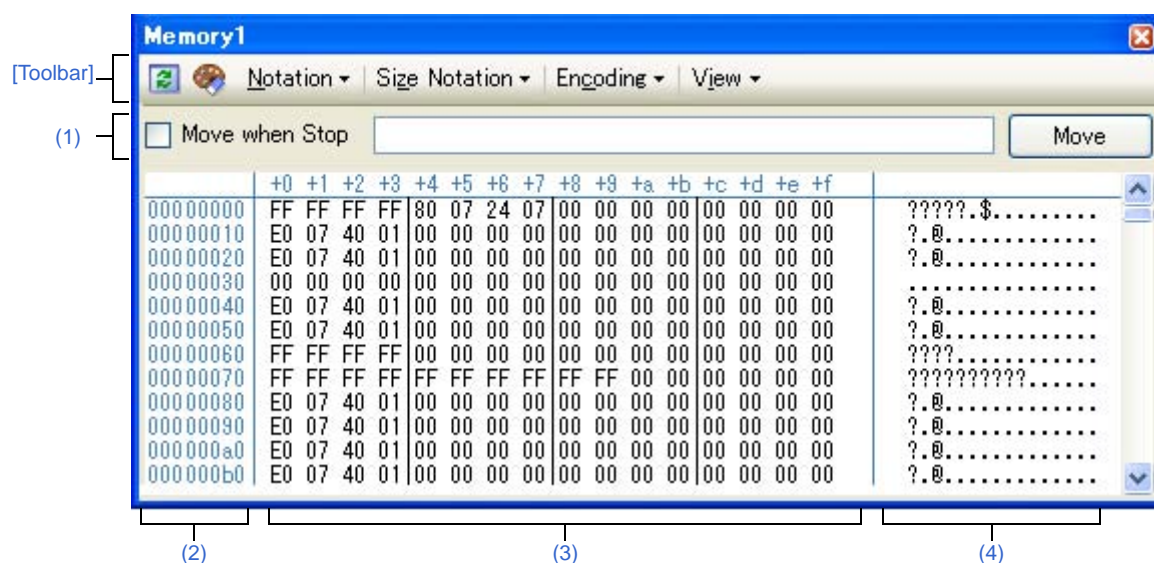 Memory1
[Toolbar]
Notation Size Notation Encoding View
(1)
Move when Stop Move
+0 +1 +2 +3 +4 +5 +6 +7 +8 +9 +a +b +c +d +e +f
00000000 FF FF FF FF 80 07 24 07 00 00 00 00 00 00 00 00 ?????.$.........
00000010 E0 07 40 01 00 00 00 00 00 00 00 00 00 00 00 00 ?.@.............
00000020 E0 07 40 01 00 00 00 00 00 00 00 00 00 00 00 00 ?.@.............
00000030 00 00 00 00 00 00 00 00 00 00 00 00 00 00 00 00 ................
00000040 E0 07 40 01 00 00 00 00 00 00 00 00 00 00 00 00 ?.@.............
00000050 E0 07 40 01 00 00 00 00 00 00 00 00 00 00 00 00 ?.@.............
00000060 FF FF FF FF 00 00 00 00 00 00 00 00 00 00 00 00 ????............
00000070 FF FF FF FF FF FF FF FF FF FF 00 00 00 00 00 00 ??????????......
00000080 E0 07 40 01 00 00 00 00 00 00 00 00 00 00 00 00 ?.@.............
00000090 E0 07 40 01 00 00 00 00 00 00 00 00 00 00 00 00 ?.@.............
000000a0 E0 07 40 01 00 00 00 00 00 00 00 00 00 00 00 00 ?.@.............
000000b0 E0 07 40 01 00 00 00 00 00 00 00 00 00 00 00 00 ?.@.............
(2) (3) (4)